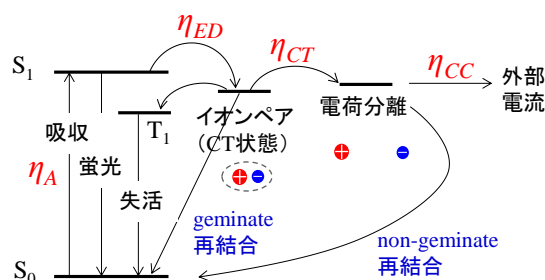 η_ED
η_CT
η_CC
S₁
外部
電流
イオンペア
(CT状態)
電荷分離
T₁
吸収
蛍光
η_A
失活
+ -
+ -
geminate
再結合
non-geminate
再結合
S₀